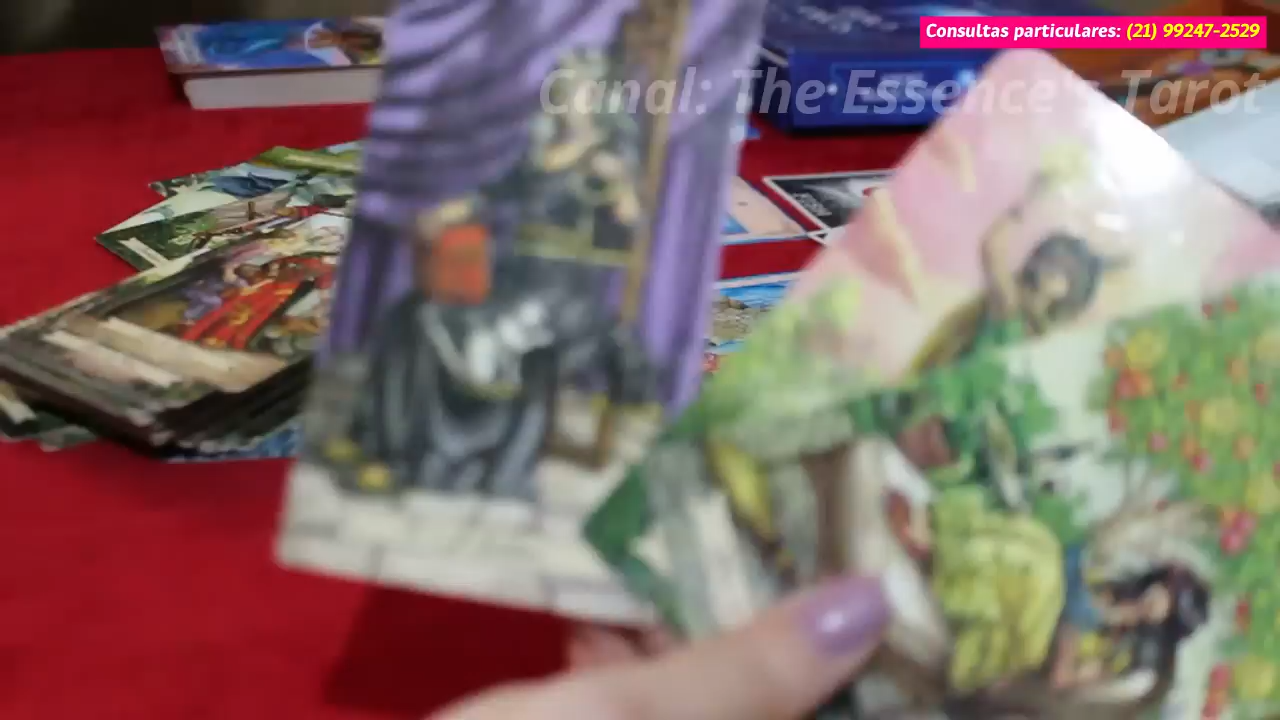 Consultas particulares: (21) 99247-2529
Canal: The Essence's Tarot